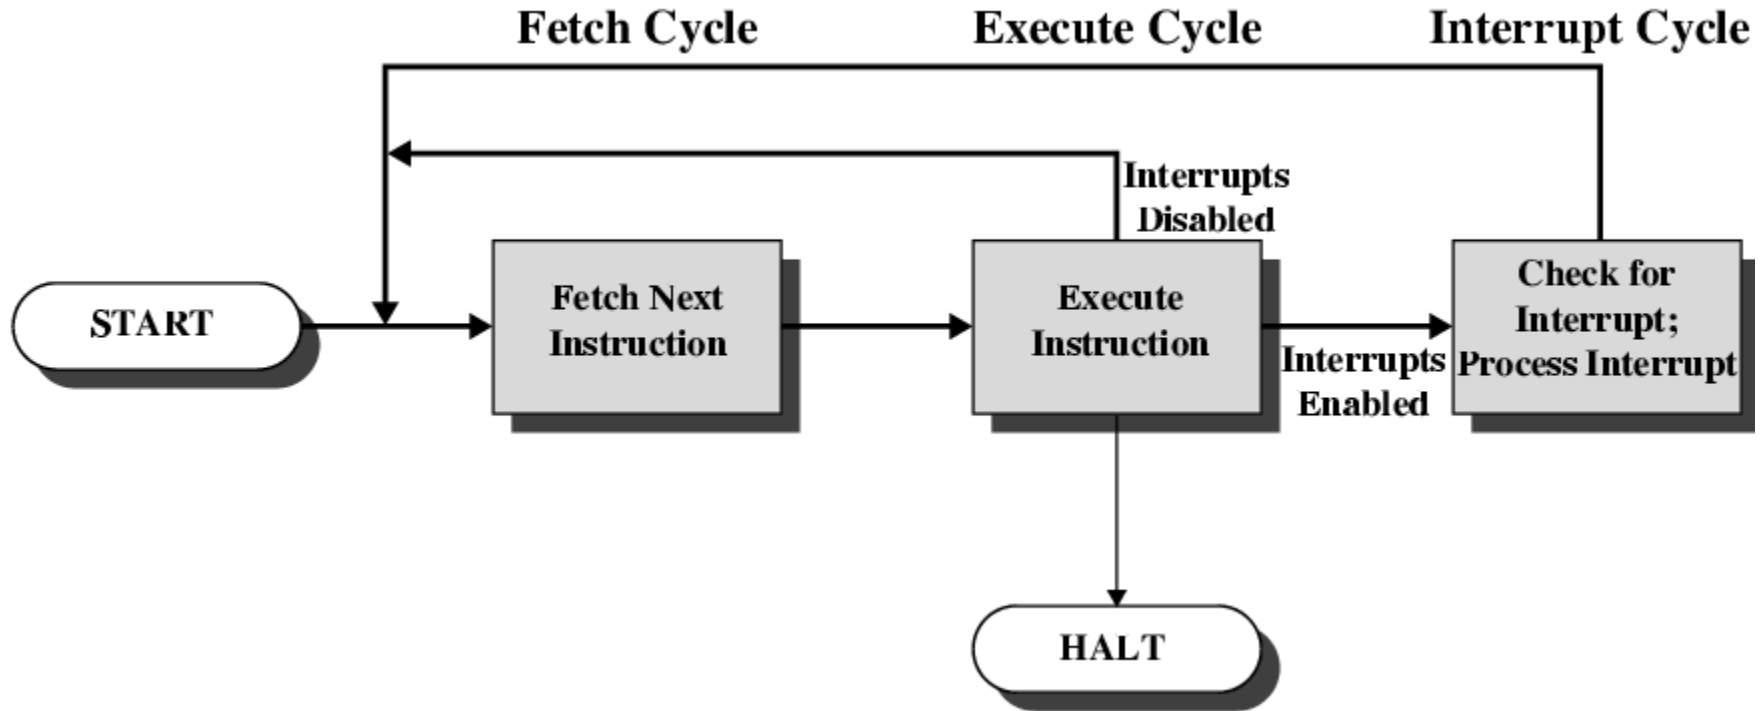 Fetch Cycle
Execute Cycle
Interrupt Cycle
Interrupts
Disabled
START
Fetch Next
Instruction
Execute
Instruction
Interrupts
Enabled
Check for
Interrupt;
Process Interrupt
HALT